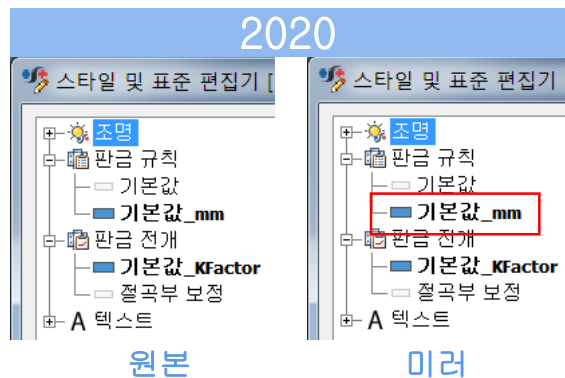 2020
스타일 및 표준 편집기 [
조명
판금 규칙
기본값
기본값_mm
판금 전개
기본값_KFactor
절곡부 보정
A 텍스트
원본
스타일 및 표준 편집기
조명
판금 규칙
기본값
기본값_mm
판금 전개
기본값_KFactor
절곡부 보정
A 텍스트
미러